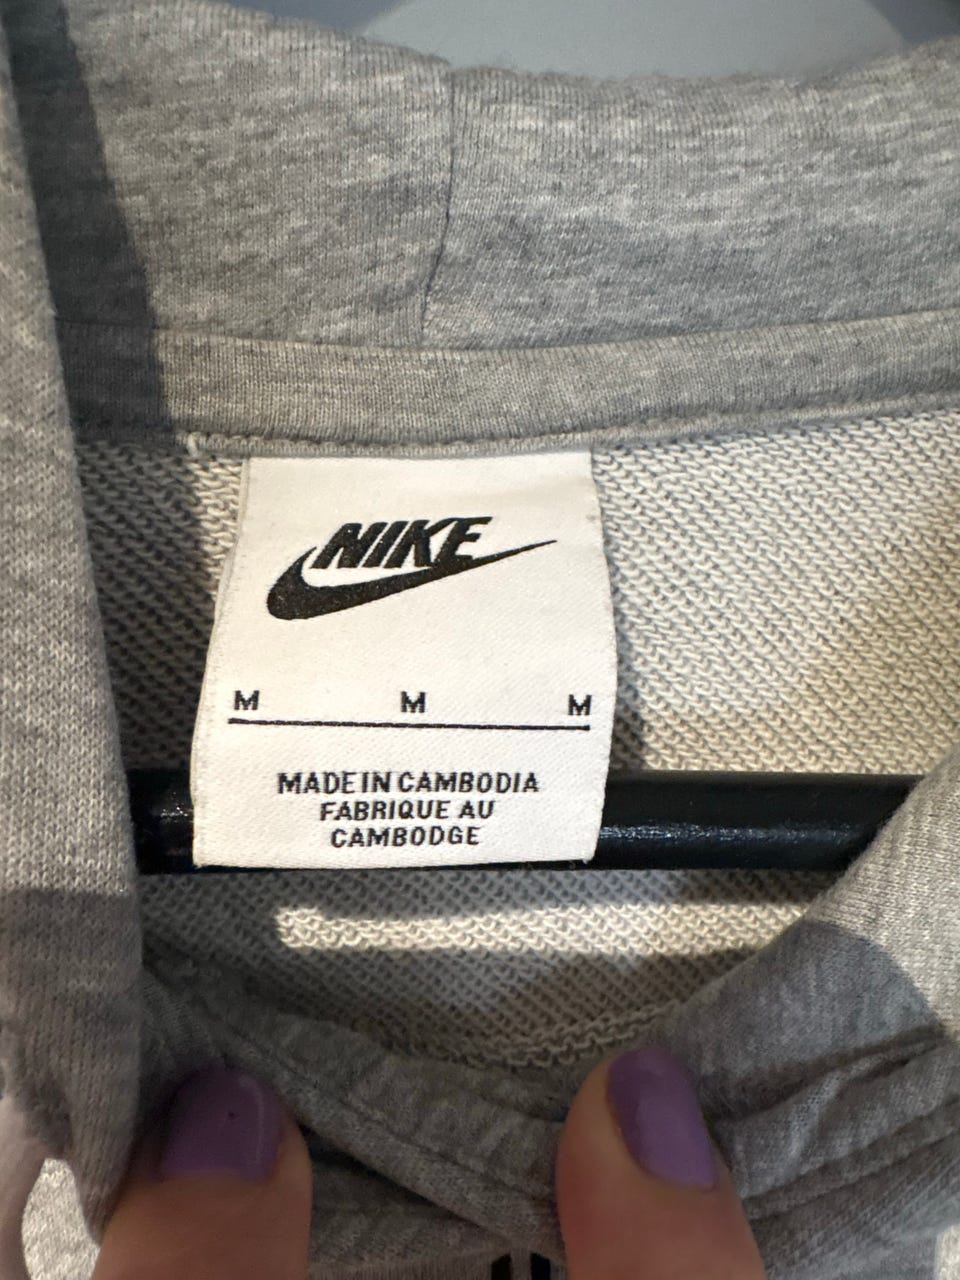 NIKE
M M M
MADE IN CAMBODIA
FABRIQUE AU
CAMBODGE